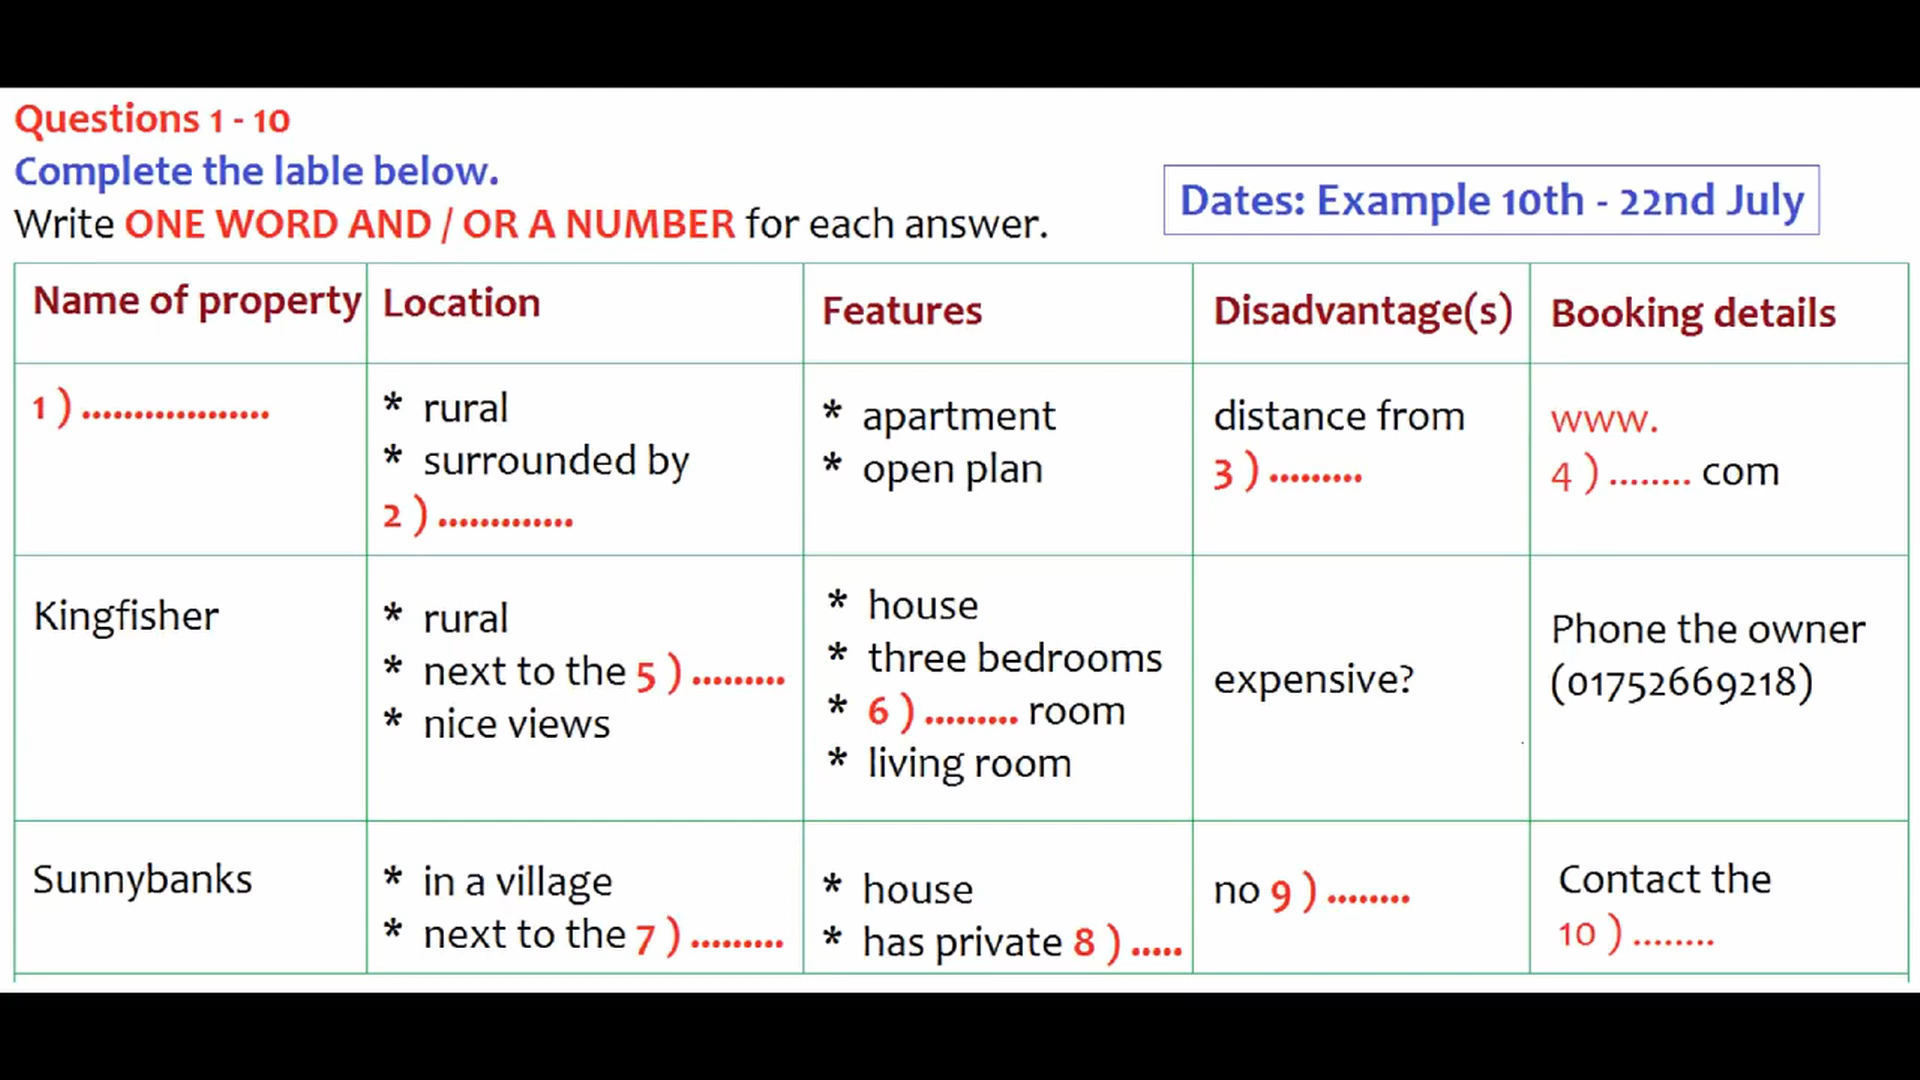 Questions 1 - 10
Complete the lable below.
Write ONE WORD AND / OR A NUMBER for each answer.
Dates: Example 10th - 22nd July
Name of property
Location
Features
Disadvantage(s)
Booking details
1 ) ..................
* rural
* surrounded by
2 ) .............
* apartment
* open plan
distance from
3 ) .........
www.
4 ) ........ com
Kingfisher
* rural
* next to the 5 ) .........
* nice views
* house
* three bedrooms
* 6 ) ......... room
* living room
expensive?
Phone the owner
(01752669218)
Sunnybanks
* in a village
* next to the 7 ) .........
* house
* has private 8 ) .....
no 9 ) ........
Contact the
10 ) ........